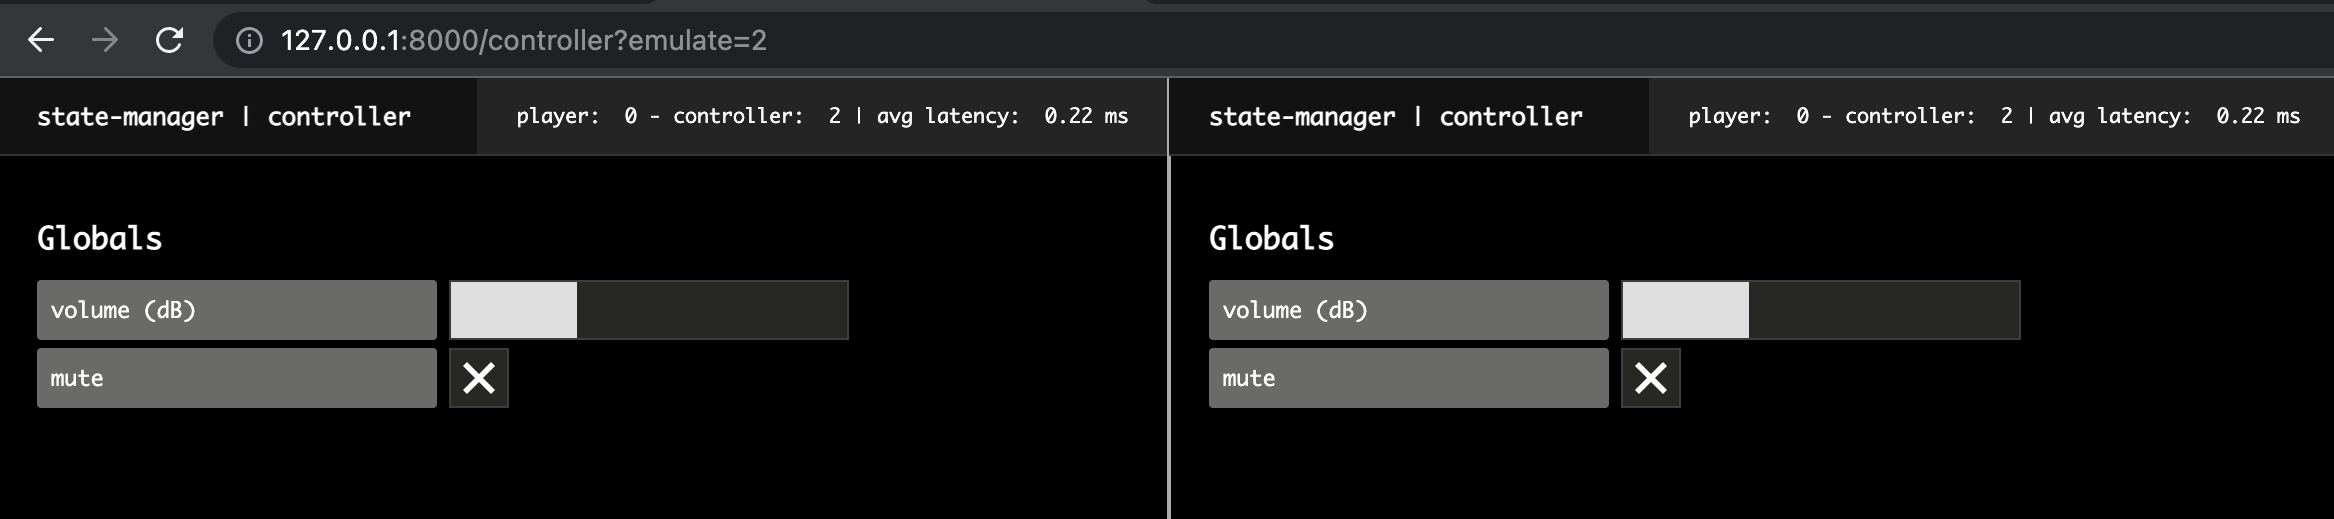 127.0.0.1:8000/controller?emulate=2
state-manager | controller
player: 0 - controller: 2 | avg latency: 0.22 ms
Globals
volume (dB)
mute
state-manager | controller
player: 0 - controller: 2 | avg latency: 0.22 ms
Globals
volume (dB)
mute